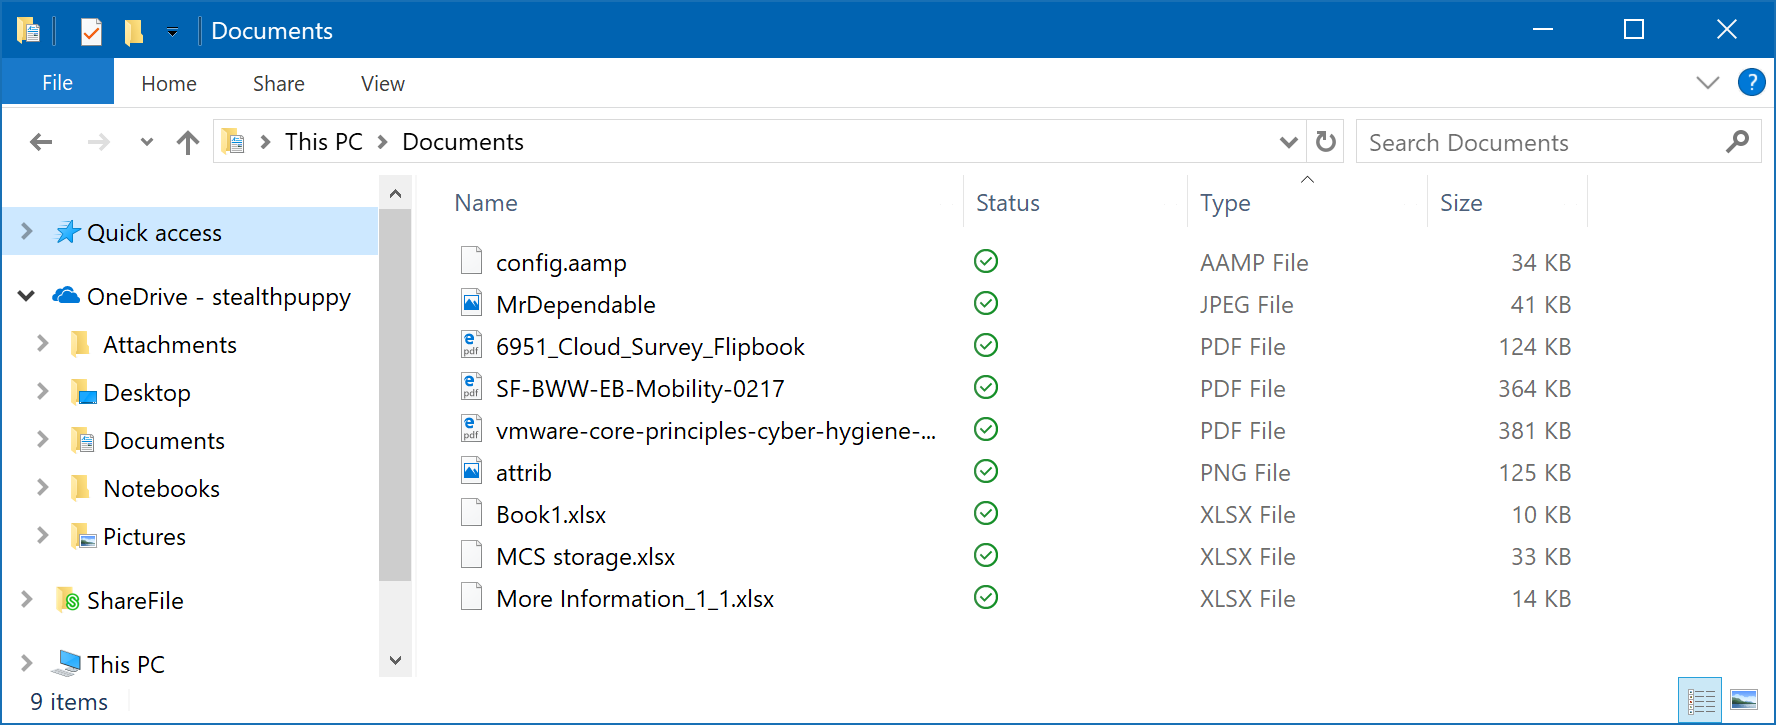 Documents
File Home Share View ?
This PC Documents Search Documents
Name Status Type Size
Quick access
OneDrive - stealthpuppy
Attachments
Desktop
Documents
Notebooks
Pictures
ShareFile
This PC
config.aamp AAMP File 34 KB
MrDependable JPEG File 41 KB
pdf 6951_Cloud_Survey_Flipbook PDF File 124 KB
pdf SF-BWW-EB-Mobility-0217 PDF File 364 KB
pdf vmware-core-principles-cyber-hygiene-... PDF File 381 KB
attrib PNG File 125 KB
Book1.xlsx XLSX File 10 KB
MCS storage.xlsx XLSX File 33 KB
More Information_1_1.xlsx XLSX File 14 KB
9 items